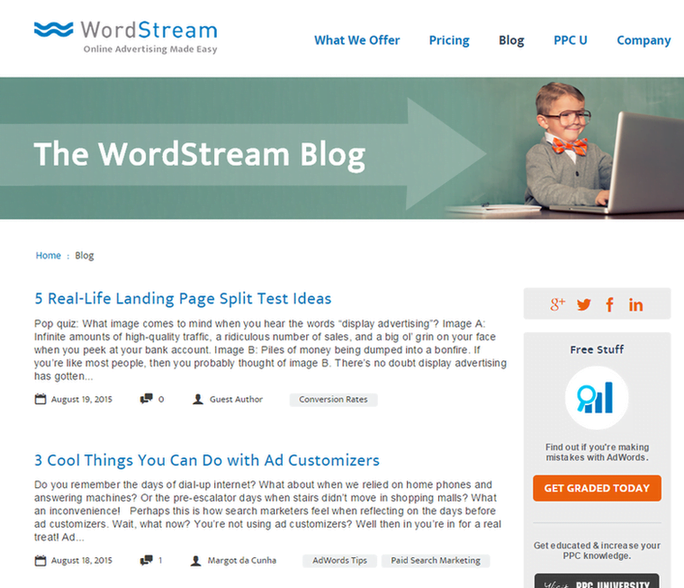 WordStream
Online Advertising Made Easy
What We Offer Pricing Blog PPC U Company
The WordStream Blog
Home : Blog
5 Real-Life Landing Page Split Test Ideas
Pop quiz: What image comes to mind when you hear the words “display advertising”? Image A:
Infinite amounts of high-quality traffic, a ridiculous number of sales, and a big ol' grin on your face
when you peek at your bank account. Image B: Piles of money being dumped into a bonfire. If
you’re like most people, then you probably thought of image B. There’s no doubt display advertising
has gotten...
August 19, 2015 0 Guest Author Conversion Rates
3 Cool Things You Can Do with Ad Customizers
Do you remember the days of dial-up internet? What about when we relied on home phones and
answering machines? Or the pre-escalator days when stairs didn’t move in shopping malls? What
an inconvenience! Perhaps this is how search marketers feel when reflecting on the days before
ad customizers. Wait, what now? You’re not using ad customizers? Well then in you’re in for a real
treat! Ad...
August 18, 2015 1 Margot da Cunha AdWords Tips Paid Search Marketing
g+ f in
Free Stuff
Find out if you're making
mistakes with AdWords.
GET GRADED TODAY
Get educated & increase your
PPC knowledge.
Visit PPC UNIVERSITY